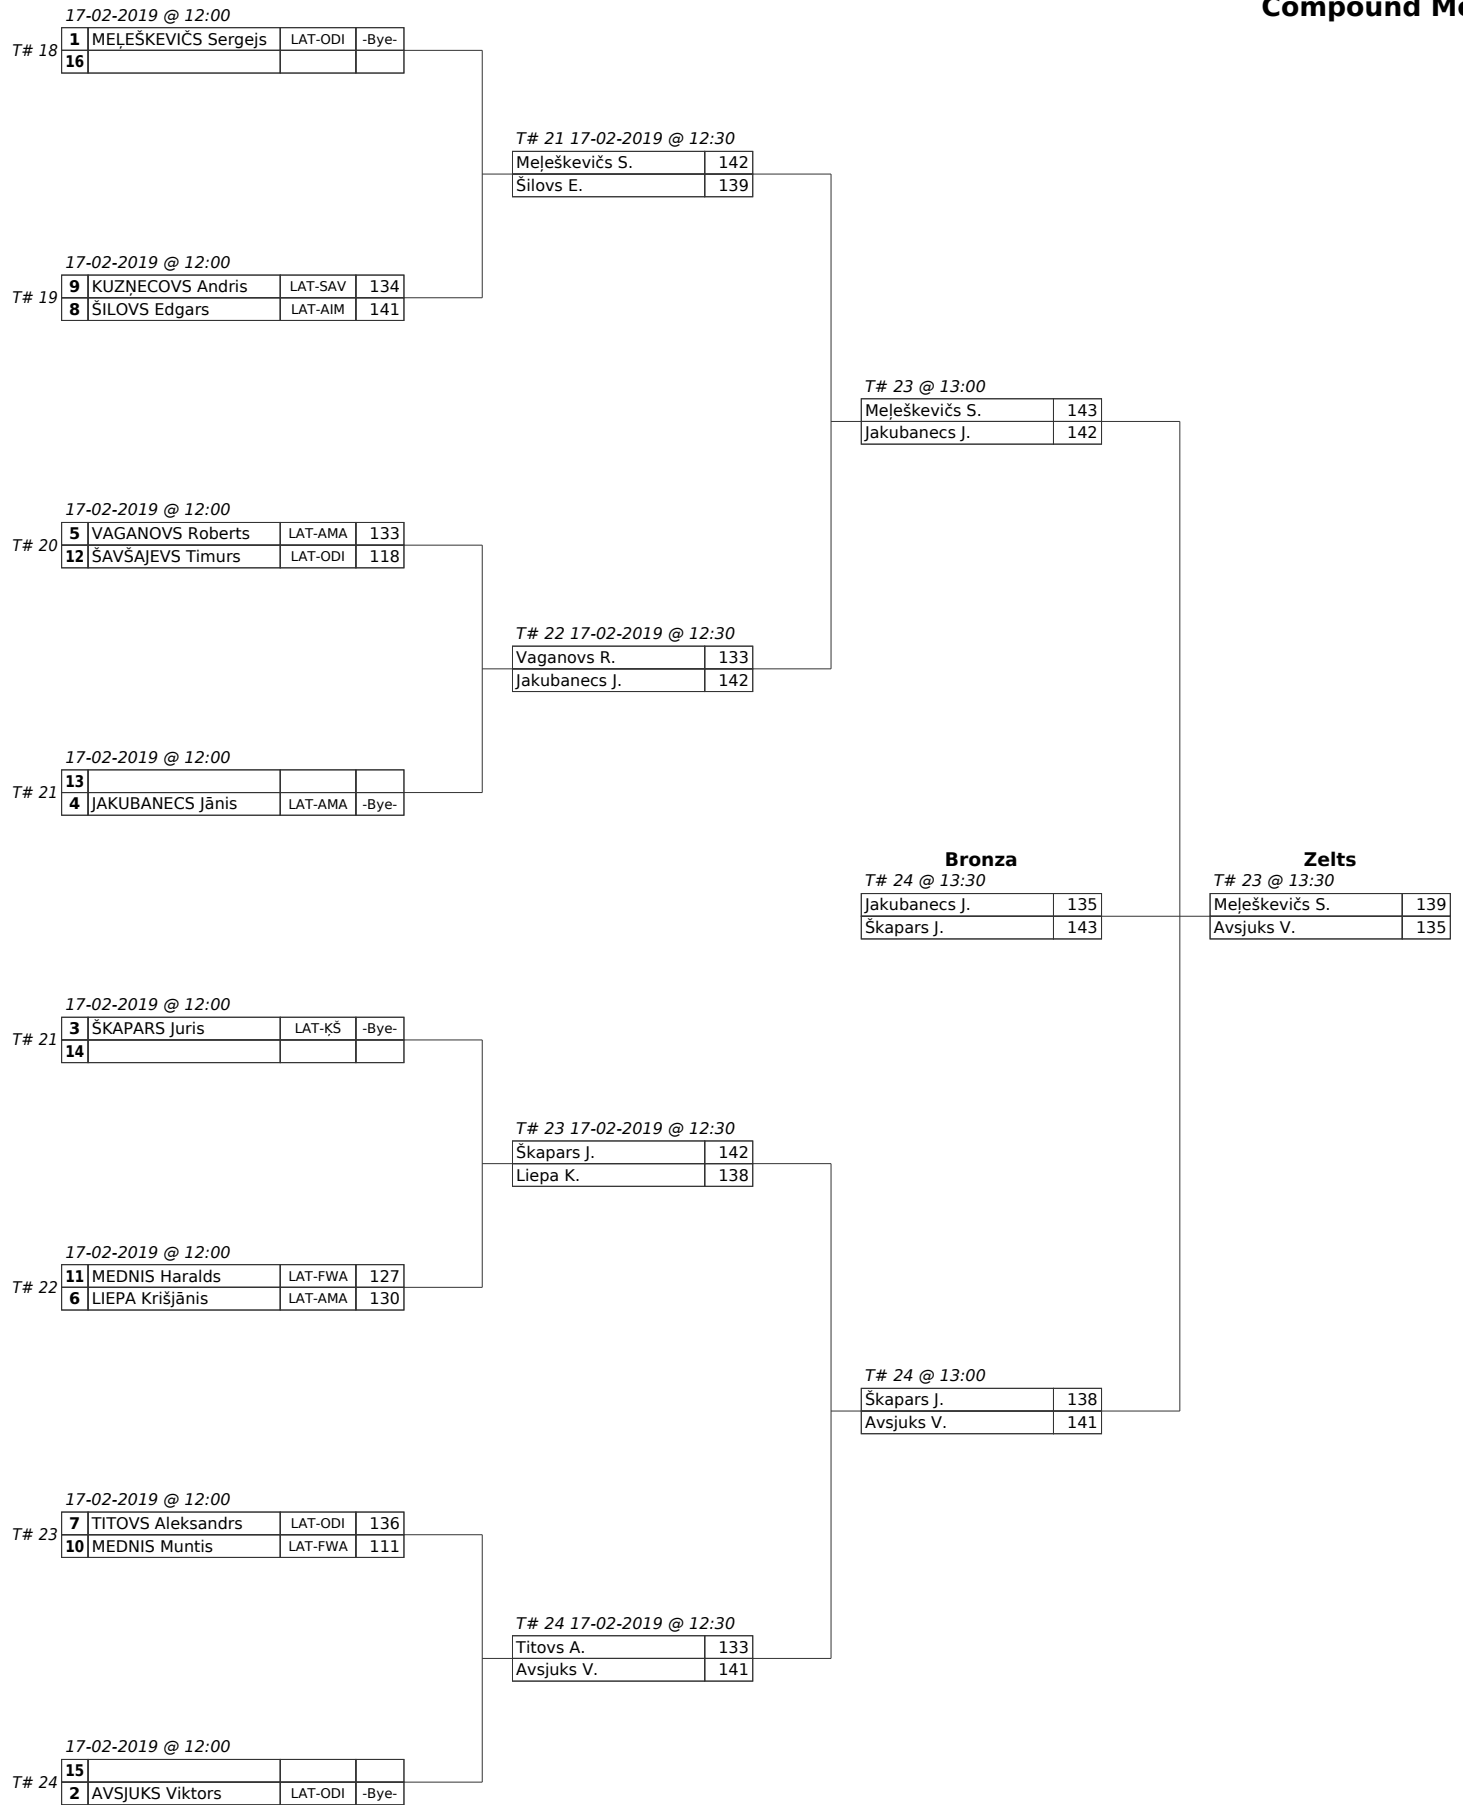 Compound Me
17-02-2019 @ 12:00
T# 18
1 MEĻEŠKEVIČS Sergejs LAT-ODI -Bye-
16
T# 21 17-02-2019 @ 12:30
Meļeškevičs S. 142
Šilovs E. 139
17-02-2019 @ 12:00
T# 19
9 KUZŅECOVS Andris LAT-SAV 134
8 ŠILOVS Edgars LAT-AIM 141
T# 23 @ 13:00
Meļeškevičs S. 143
Jakubanecs J. 142
17-02-2019 @ 12:00
T# 20
5 VAGANOVS Roberts LAT-AMA 133
12 ŠAVŠAJEVS Timurs LAT-ODI 118
T# 22 17-02-2019 @ 12:30
Vaganovs R. 133
Jakubanecs J. 142
17-02-2019 @ 12:00
T# 21
13
4 JAKUBANECS Jānis LAT-AMA -Bye-
Bronza
T# 24 @ 13:30
Jakubanecs J. 135
Škapars J. 143
Zelts
T# 23 @ 13:30
Meļeškevičs S. 139
Avsjuks V. 135
17-02-2019 @ 12:00
T# 21
3 ŠKAPARS Juris LAT-ĶŠ -Bye-
14
T# 23 17-02-2019 @ 12:30
Škapars J. 142
Liepa K. 138
17-02-2019 @ 12:00
T# 22
11 MEDNIS Haralds LAT-FWA 127
6 LIEPA Krišjānis LAT-AMA 130
T# 24 @ 13:00
Škapars J. 138
Avsjuks V. 141
17-02-2019 @ 12:00
T# 23
7 TITOVS Aleksandrs LAT-ODI 136
10 MEDNIS Muntis LAT-FWA 111
T# 24 17-02-2019 @ 12:30
Titovs A. 133
Avsjuks V. 141
17-02-2019 @ 12:00
T# 24
15
2 AVSJUKS Viktors LAT-ODI -Bye-